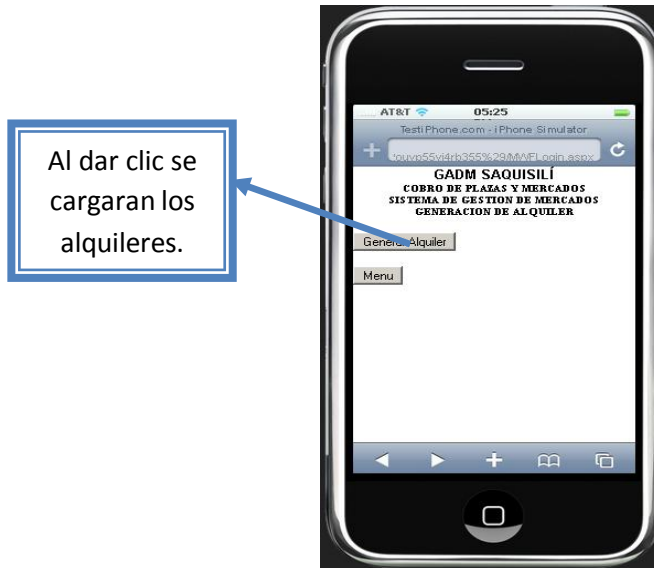 Al dar clic se
cargaran los
alquileres.
AT&T 05:25
TestiPhone.com - iPhone Simulator
GADM SAQUISILÍ
COBRO DE PLAZAS Y MERCADOS
SISTEMA DE GESTION DE MERCADOS
GENERACION DE ALQUILER
Alquiler
Menu